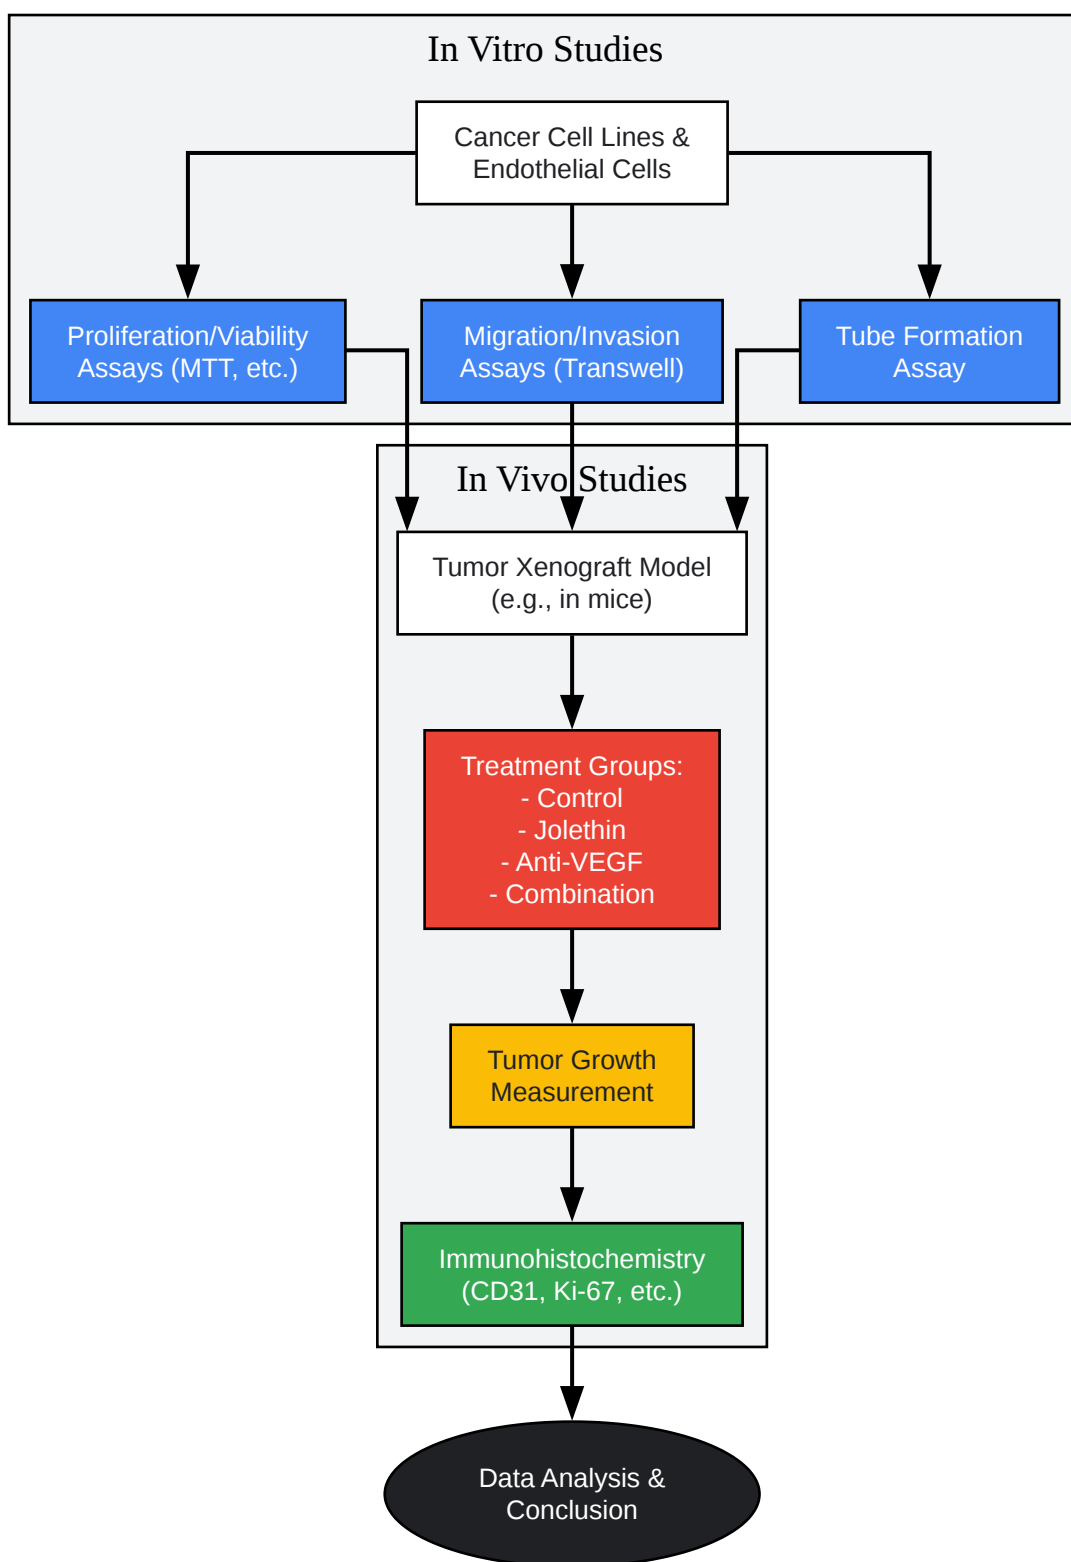 In Vitro Studies
Cancer Cell Lines &
Endothelial Cells
Proliferation/Viability
Assays (MTT, etc.)
Migration/Invasion
Assays (Transwell)
Tube Formation
Assay
In Vivo Studies
Tumor Xenograft Model
(e.g., in mice)
Treatment Groups:
- Control
- Jolethin
- Anti-VEGF
- Combination
Tumor Growth
Measurement
Immunohistochemistry
(CD31, Ki-67, etc.)
Data Analysis &
Conclusion